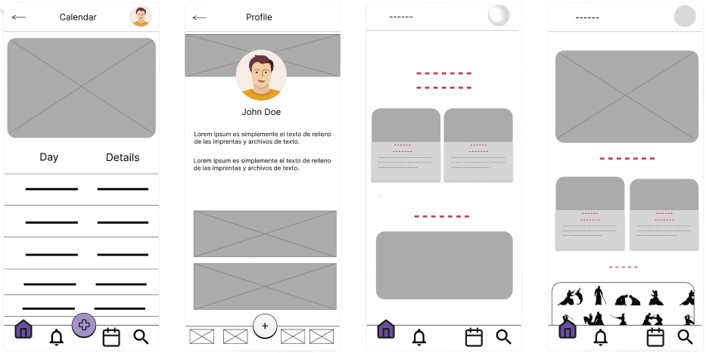 Calendar
Day
Details
Profile
John Doe
Lorem Ipsum es simplemente el texto de relleno
de las imprentas y archivos de texto.
Lorem Ipsum es simplemente el texto de relleno
de las imprentas y archivos de texto.